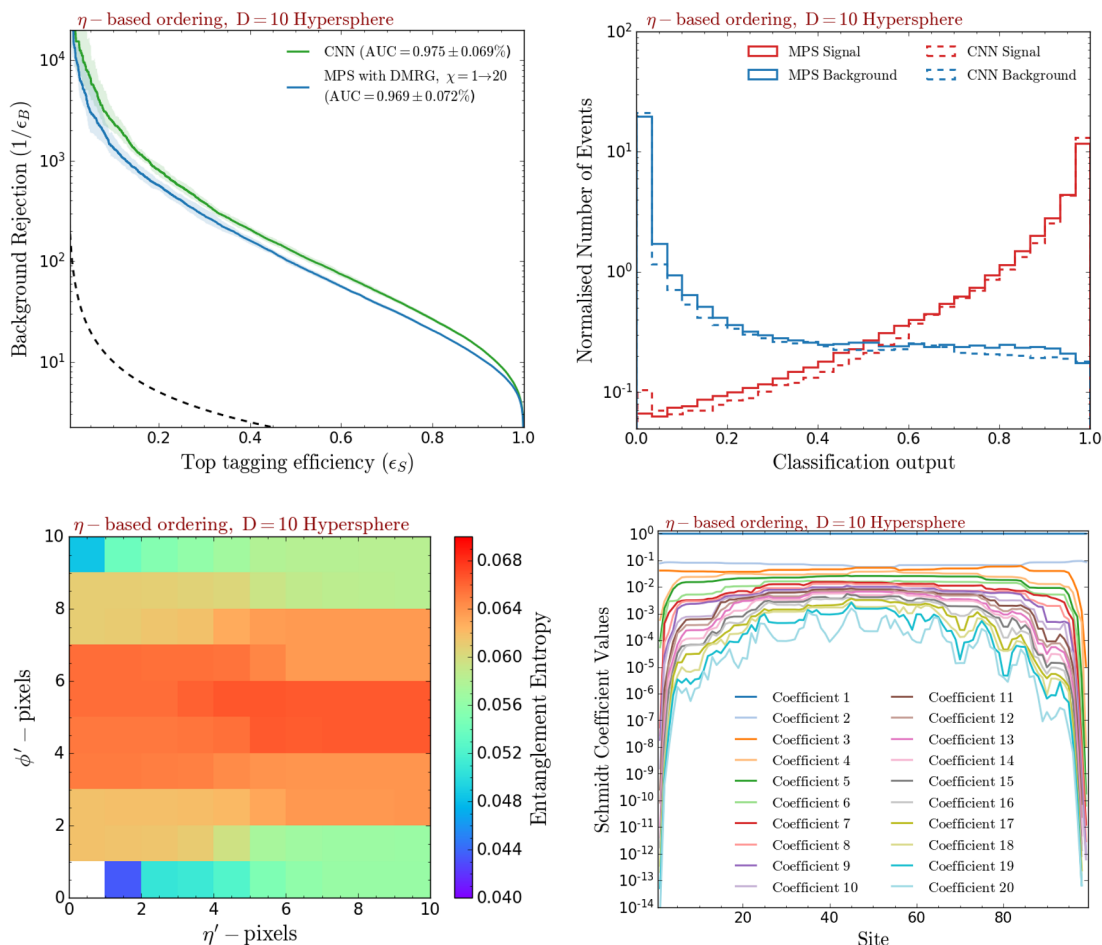 η − based ordering, D = 10 Hypersphere
CNN (AUC = 0.975 ± 0.069%)
MPS with DMRG, χ = 1→20
(AUC = 0.969 ± 0.072%)
Background Rejection (1/ϵ_B)
10^4
10^3
10^2
10^1
0.2 0.4 0.6 0.8 1.0
Top tagging efficiency (ϵ_S)
η − based ordering, D = 10 Hypersphere
MPS Signal CNN Signal
MPS Background CNN Background
Normalised Number of Events
10^2
10^1
10^0
10^-1
0.0 0.2 0.4 0.6 0.8 1.0
Classification output
η − based ordering, D = 10 Hypersphere
ϕ′ − pixels
10
8
6
4
2
0
0 2 4 6 8 10
η′ − pixels
0.068
0.064
0.060
0.056
0.052
0.048
0.044
0.040
Entanglement Entropy
η − based ordering, D = 10 Hypersphere
Schmidt Coefficient Values
10^0
10^-1
10^-2
10^-3
10^-4
10^-5
10^-6
10^-7
10^-8
10^-9
10^-10
10^-11
10^-12
10^-13
10^-14
Coefficient 1 Coefficient 11
Coefficient 2 Coefficient 12
Coefficient 3 Coefficient 13
Coefficient 4 Coefficient 14
Coefficient 5 Coefficient 15
Coefficient 6 Coefficient 16
Coefficient 7 Coefficient 17
Coefficient 8 Coefficient 18
Coefficient 9 Coefficient 19
Coefficient 10 Coefficient 20
20 40 60 80
Site